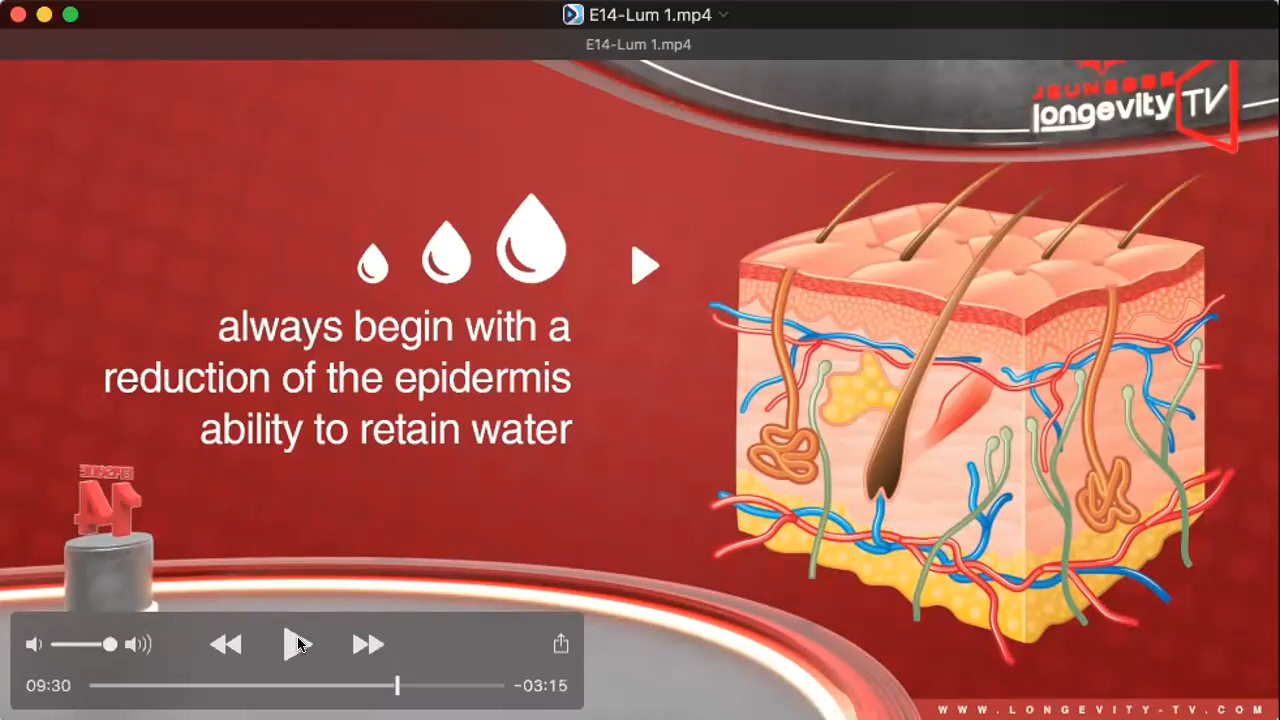 E14-Lum 1.mp4
E14-Lum 1.mp4
JEUNESSE
longevity TV
always begin with a
reduction of the epidermis
ability to retain water
14
09:30
-03:15
WWW.LONGEVITY-TV.COM